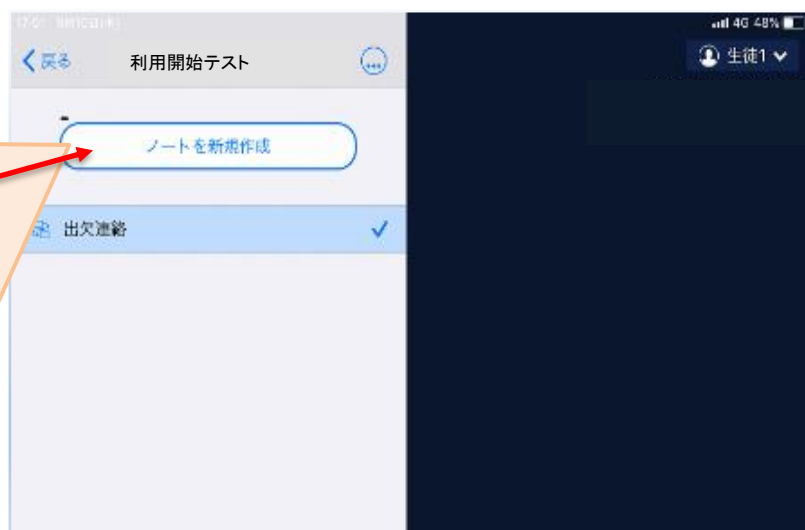 4G 48%
戻る
利用開始テスト
生徒1
ノートを新規作成
出欠連絡